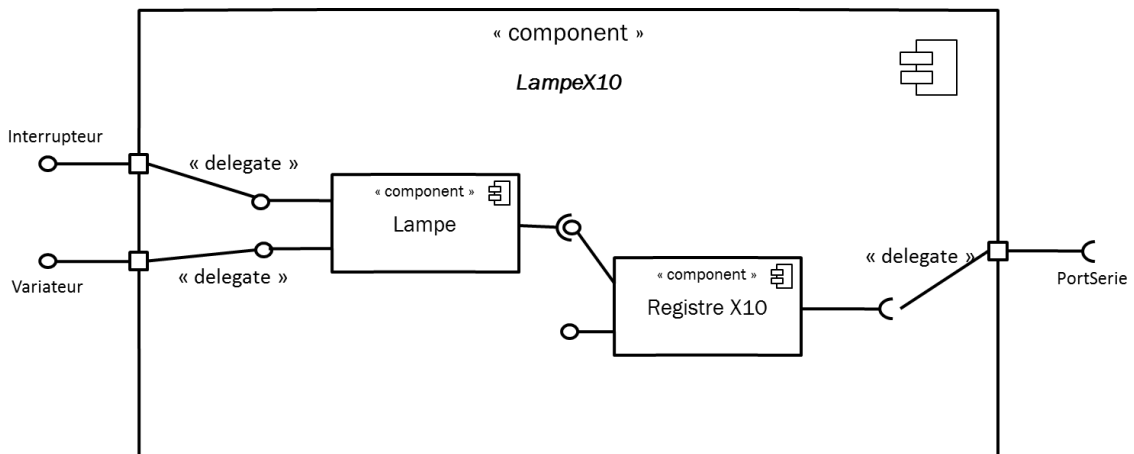 « component »
LampeX10
Interrupteur
« delegate »
« component »
Lampe
« delegate »
Variateur
« component »
Registre X10
« delegate »
PortSerie